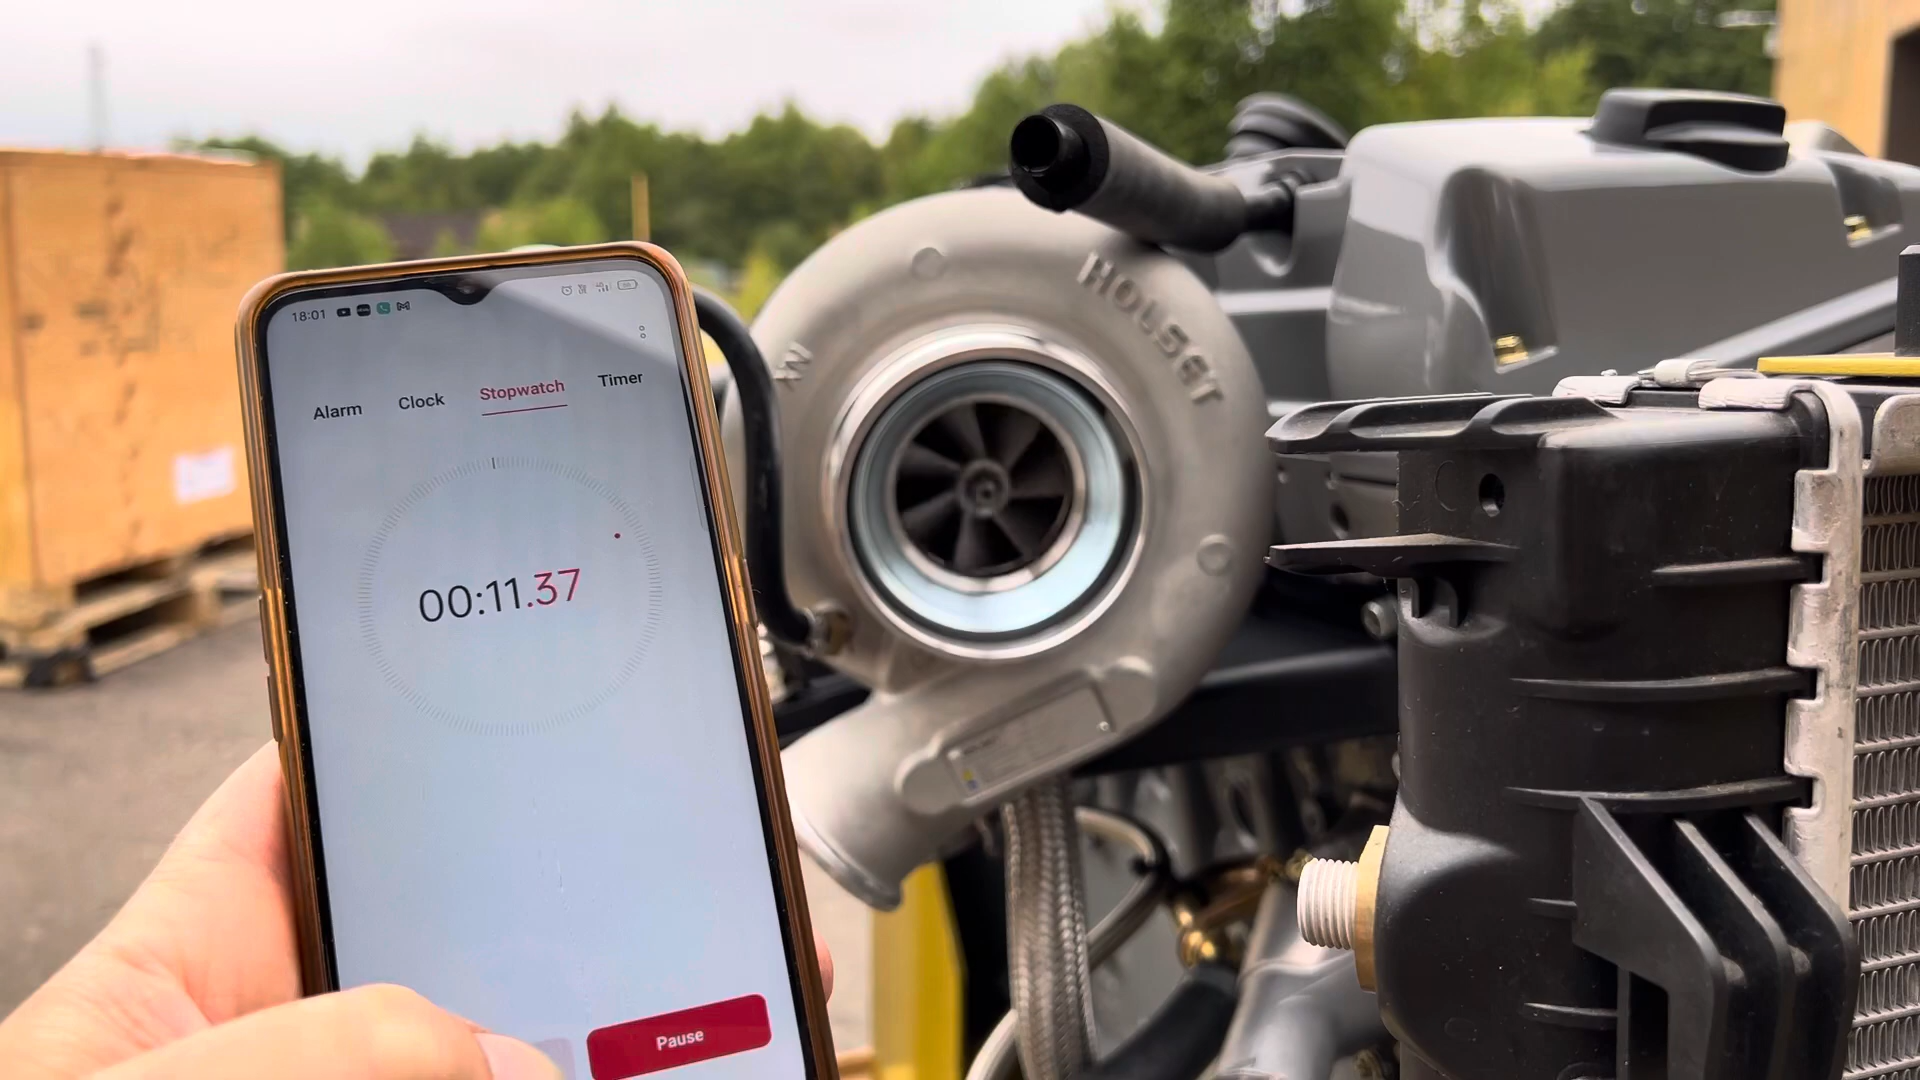 18:01
Alarm Clock Stopwatch Timer
00:11.37
Pause
HOLSET